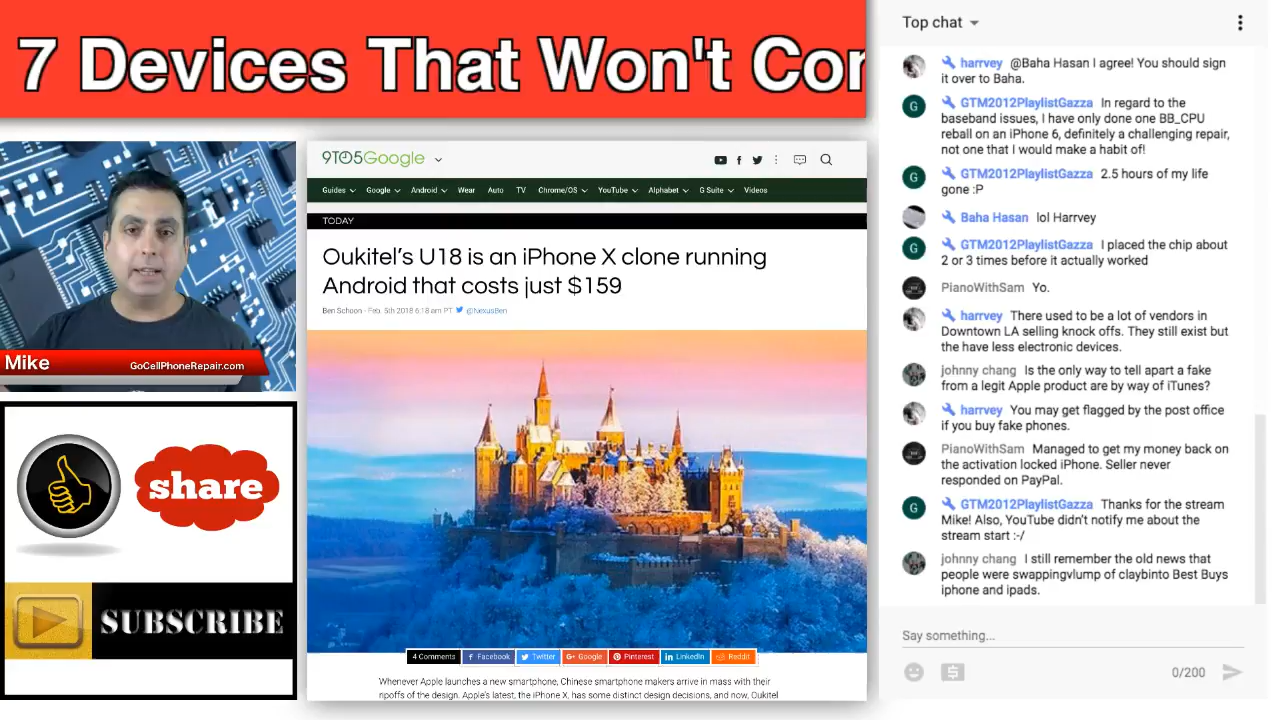 7 Devices That Won't Con
Top chat
9TO5Google
Guides Google Android Wear Auto TV Chrome/OS YouTube Alphabet G Suite Videos
TODAY
Oukitel's U18 is an iPhone X clone running
Android that costs just $159
Ben Schoon - Feb. 5th 2018 6:18 am PT @NexusBen
4 Comments Facebook Twitter Google Pinterest LinkedIn Reddit
Whenever Apple launches a new smartphone, Chinese smartphone makers arrive in mass with their
ripoffs of the design. Apple's latest, the iPhone X, has some distinct design decisions, and now, Oukitel
Mike GoCellPhoneRepair.com
share
SUBSCRIBE
harrvey @Baha Hasan I agree! You should sign
it over to Baha.
G GTM2012PlaylistGazza In regard to the
baseband issues, I have only done one BB_CPU
reball on an iPhone 6, definitely a challenging repair,
not one that I would make a habit of!
G GTM2012PlaylistGazza 2.5 hours of my life
gone :P
Baha Hasan lol Harrvey
G GTM2012PlaylistGazza I placed the chip about
2 or 3 times before it actually worked
PianoWithSam Yo.
harrvey There used to be a lot of vendors in
Downtown LA selling knock offs. They still exist but
the have less electronic devices.
johnny chang Is the only way to tell apart a fake
from a legit Apple product are by way of iTunes?
harrvey You may get flagged by the post office
if you buy fake phones.
PianoWithSam Managed to get my money back on
the activation locked iPhone. Seller never
responded on PayPal.
G GTM2012PlaylistGazza Thanks for the stream
Mike! Also, YouTube didn't notify me about the
stream start :-/
johnny chang I still remember the old news that
people were swappingvlump of claybinto Best Buys
iphone and ipads.
Say something...
0/200